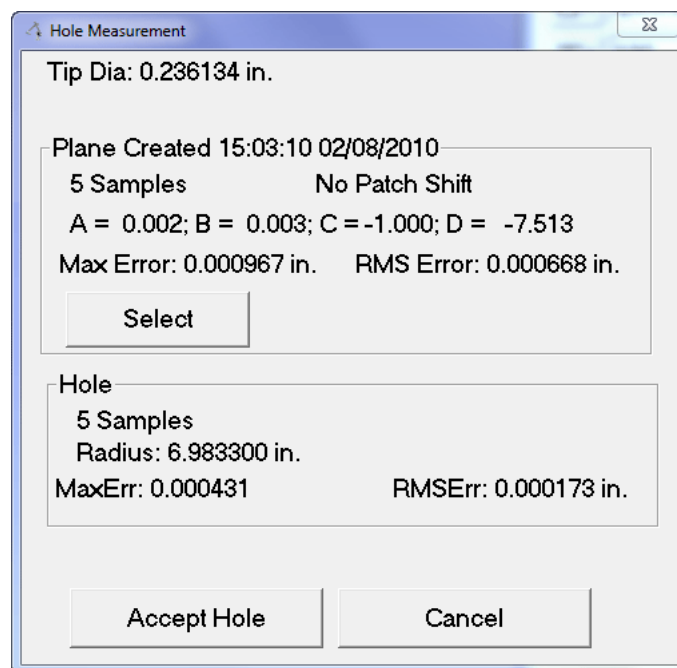 Hole Measurement
Tip Dia: 0.236134 in.
Plane Created 15:03:10 02/08/2010
5 Samples No Patch Shift
A = 0.002; B = 0.003; C =-1.000; D = -7.513
Max Error: 0.000967 in. RMS Error: 0.000668 in.
Select
Hole
5 Samples
Radius: 6.983300 in.
MaxErr: 0.000431 RMSErr: 0.000173 in.
Accept Hole Cancel